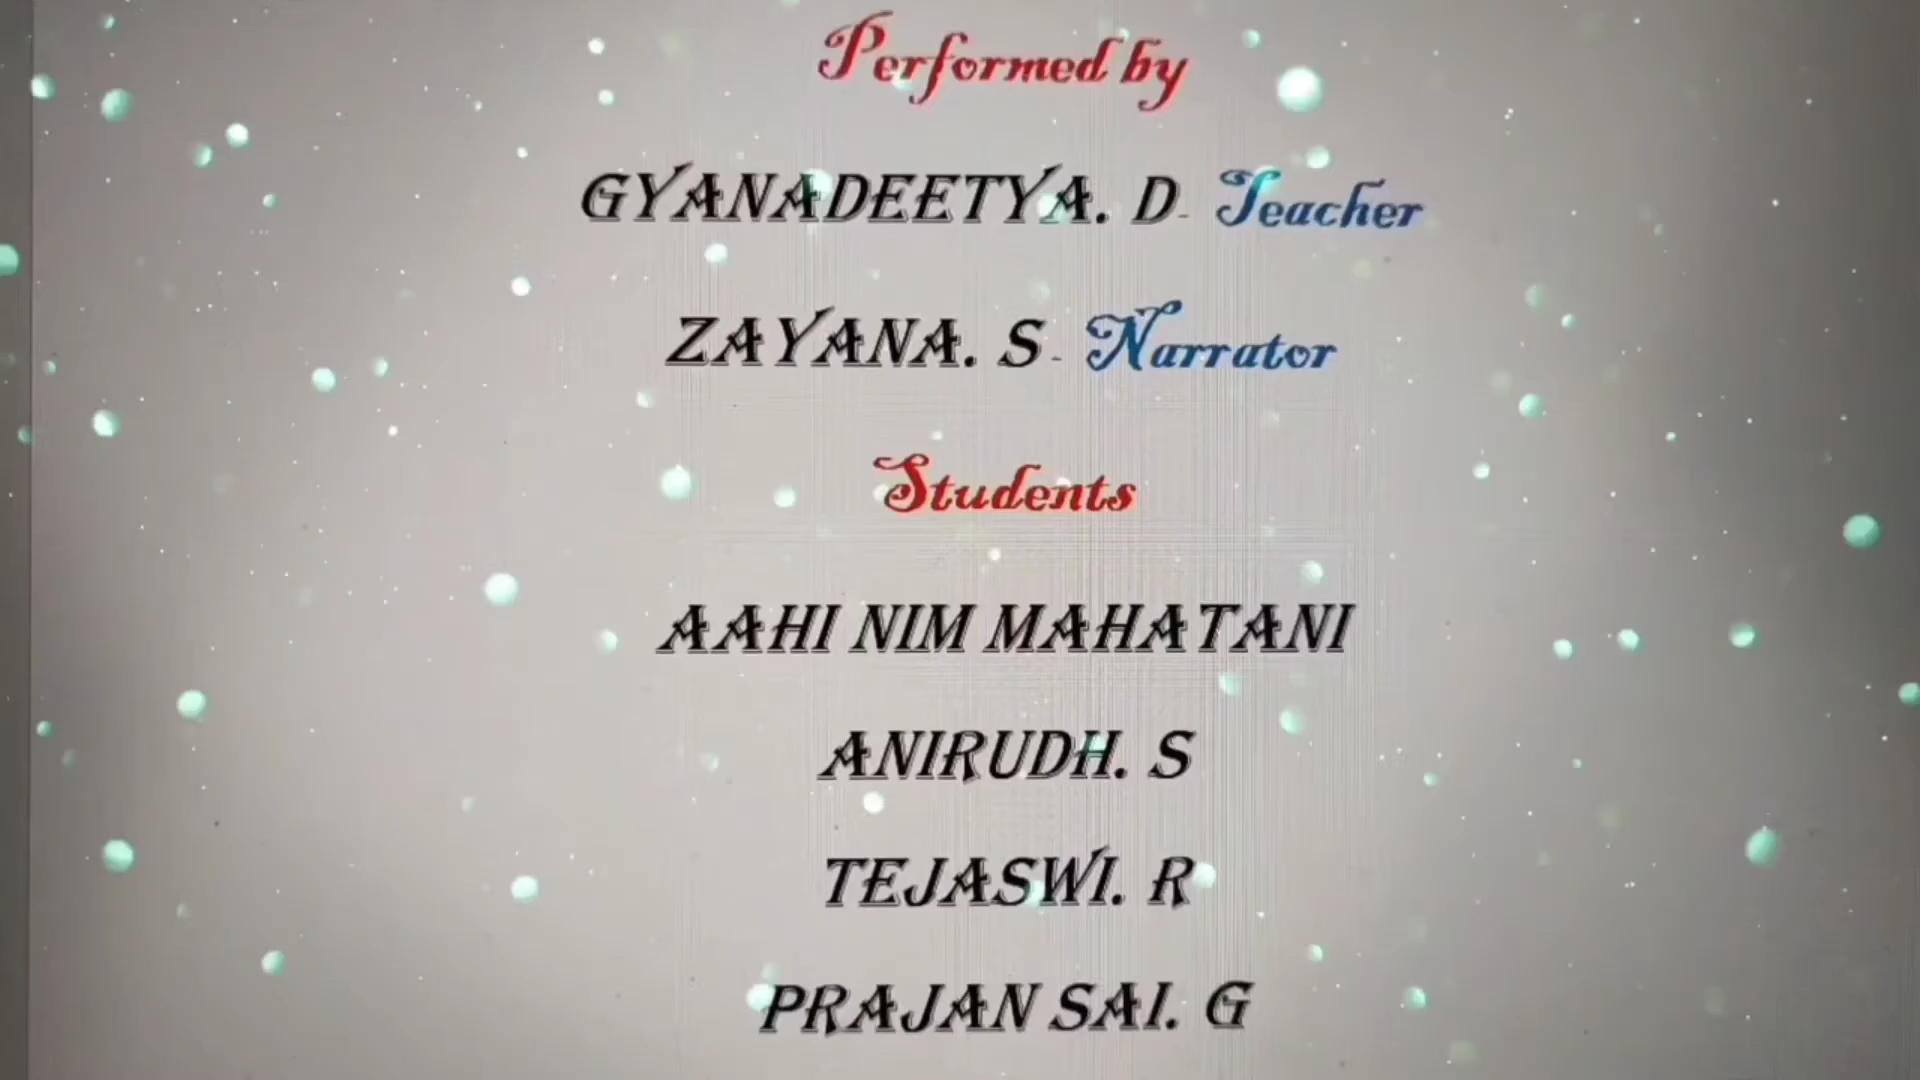 Performed by
GYANADEETYA. D- Teacher
ZAYANA. S- Narrator
Students
AAHI NIM MAHATANI
ANIRUDH. S
TEJASWI. R
PRAJAN SAI. G